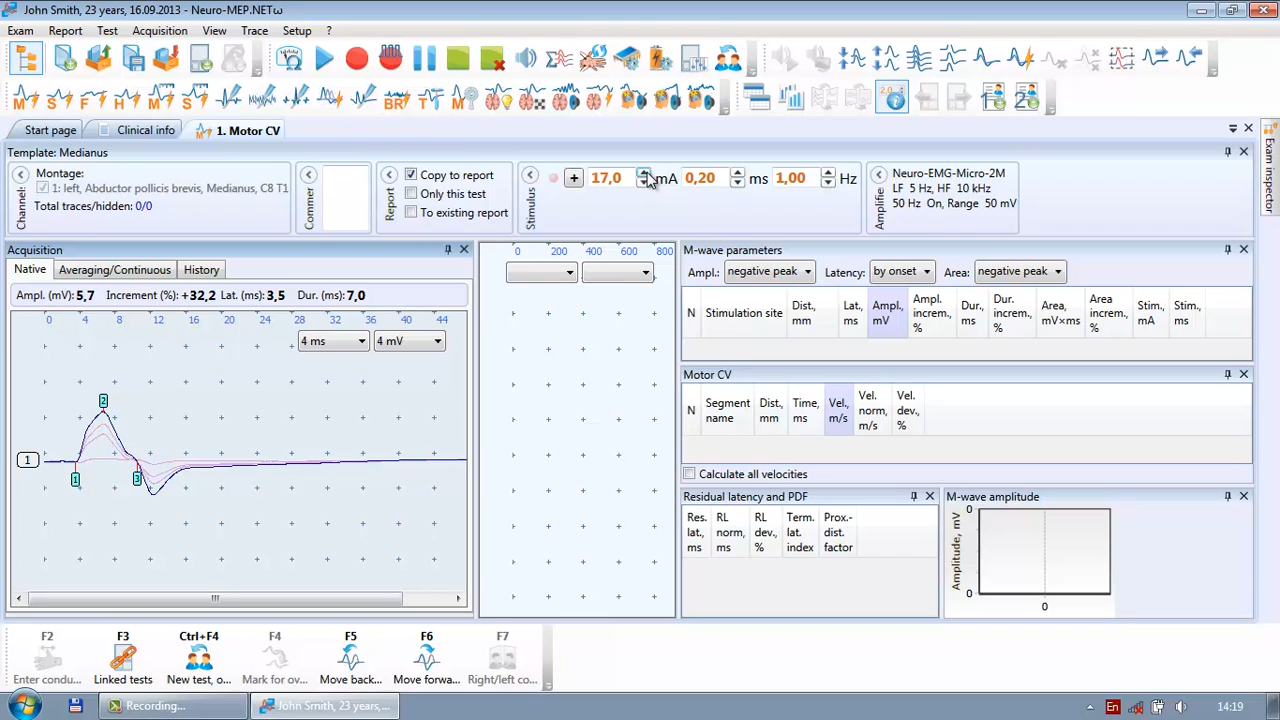 John Smith, 23 years, 16.09.2013 - Neuro-MEP.NETω
Exam Report Test Acquisition View Trace Setup ?
Start page Clinical info 1. Motor CV
Template: Medianus
Channel:
Montage:
1: left, Abductor pollicis brevis, Medianus, C8 T1
Total traces/hidden: 0/0
Report
Copy to report
Only this test
To existing report
Stimulus
+ 17,0 mA 0,20 ms 1,00 Hz
Neuro-EMG-Micro-2M
LF 5 Hz, HF 10 kHz
50 Hz On, Range 50 mV
Exam inspector
Acquisition
Native Averaging/Continuous History
Ampl. (mV): 5,7 Increment (%): +32,2 Lat. (ms): 3,5 Dur. (ms): 7,0
0 4 8 12 16 20 24 28 32 36 40 44
4 ms 4 mV
2
1
1
3
0 200 400 600 800
M-wave parameters
Ampl.: negative peak Latency: by onset Area: negative peak
N Stimulation site Dist., mm Lat., ms Ampl., mV Ampl. increm., % Dur., ms Dur. increm., % Area, mV×ms Area increm., % Stim., mA Stim., ms
Motor CV
N Segment name Dist., mm Time, ms Vel., m/s Vel. norm, m/s Vel. dev., %
Calculate all velocities
Residual latency and PDF
Res. lat., ms RL norm, ms RL dev., % Term. lat. index Prox.- dist. factor
M-wave amplitude
Amplitude, mV
0
0
0
F2 F3 Ctrl+F4 F4 F5 F6 F7
Enter condu... Linked tests New test, o... Mark for ov... Move back... Move forwa... Right/left co...
Recording... John Smith, 23 years,... En 14:19